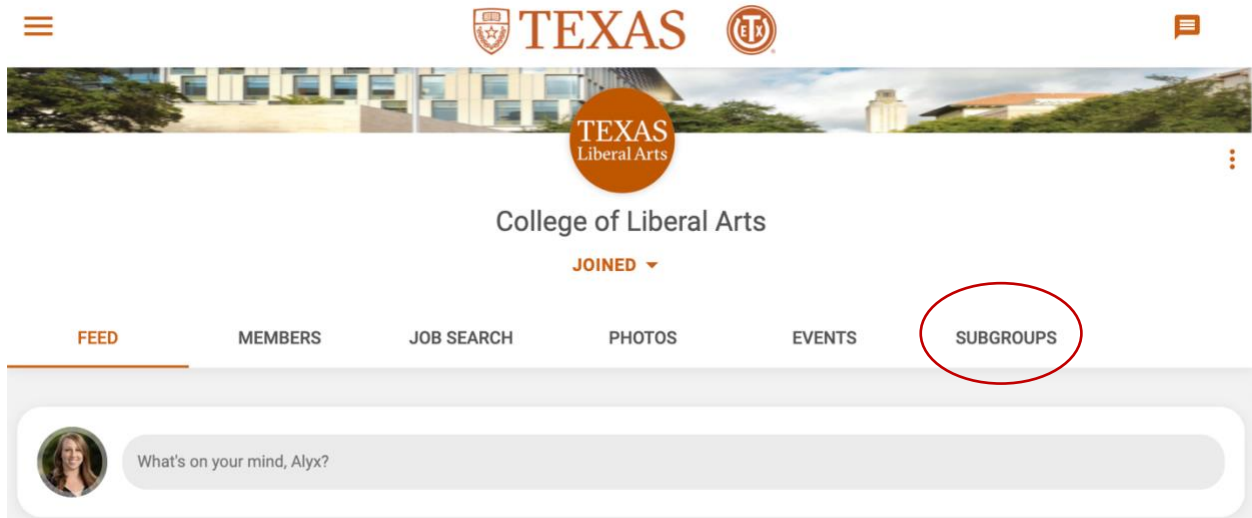 TEXAS
TEX
TEXAS
Liberal Arts
College of Liberal Arts
JOINED
FEED MEMBERS JOB SEARCH PHOTOS EVENTS SUBGROUPS
What's on your mind, Alyx?